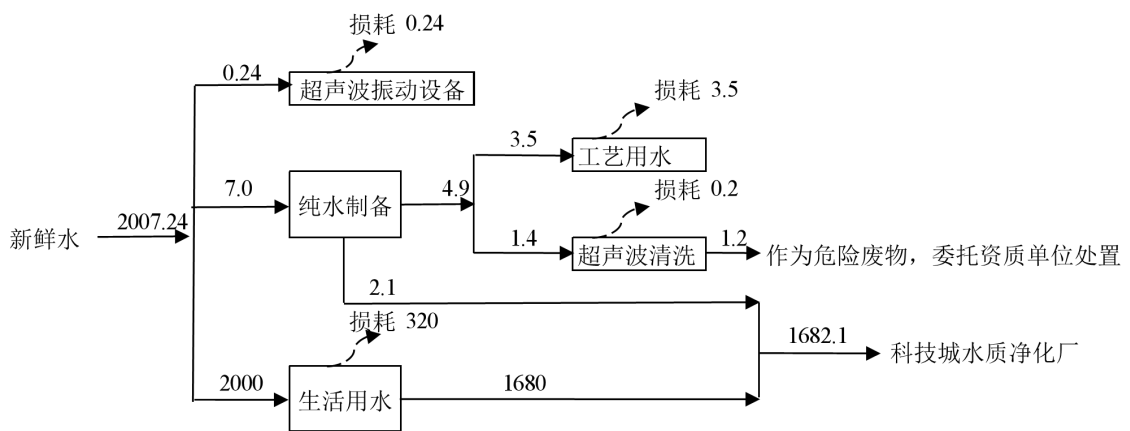 损耗 0.24
0.24
超声波振动设备
损耗 3.5
3.5
工艺用水
7.0
纯水制备
4.9
损耗 0.2
新鲜水
2007.24
1.4
超声波清洗
1.2
作为危险废物，委托资质单位处置
2.1
损耗 320
1682.1
科技城水质净化厂
2000
生活用水
1680